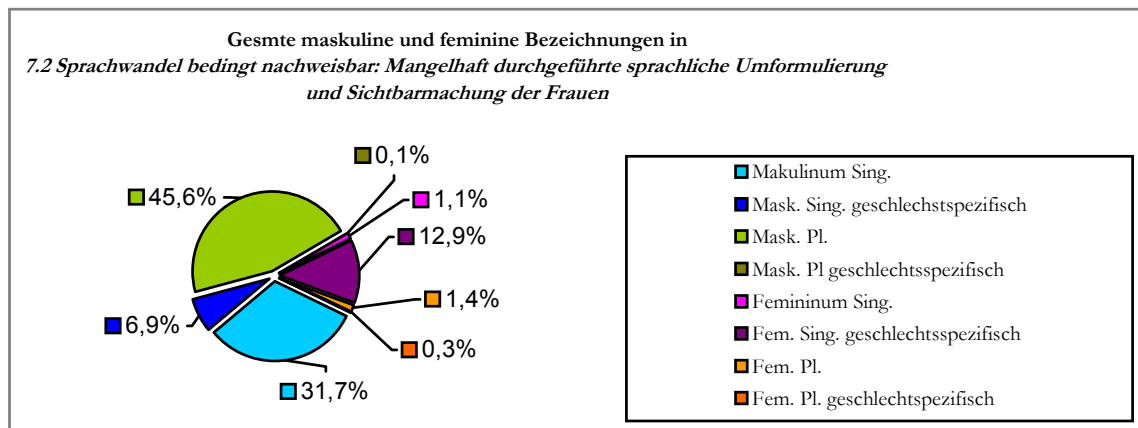 Gesmte maskuline und feminine Bezeichnungen in
7.2 Sprachwandel bedingt nachweisbar: Mangelhaft durchgeführte sprachliche Umformulierung
und Sichtbarmachung der Frauen
0,1%
45,6%
1,1%
12,9%
1,4%
6,9%
0,3%
31,7%
Makulinum Sing.
Mask. Sing. geschlechstspezifisch
Mask. Pl.
Mask. Pl geschlechtsspezifisch
Femininum Sing.
Fem. Sing. geschlechtsspezifisch
Fem. Pl.
Fem. Pl. geschlechtspezifisch